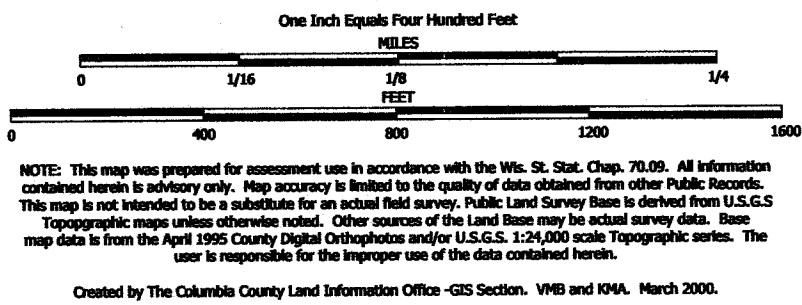 One Inch Equals Four Hundred Feet
MILES
0 1/16 1/8 1/4
FEET
0 400 800 1200 1600
NOTE: This map was prepared for assessment use in accordance with the Wis. St. Stat. Chap. 70.09. All information
contained herein is advisory only. Map accuracy is limited to the quality of data obtained from other Public Records.
This map is not intended to be a substitute for an actual field survey. Public Land Survey Base is derived from U.S.G.S
Topopgraphic maps unless otherwise noted. Other sources of the Land Base may be actual survey data. Base
map data is from the April 1995 County Digital Orthophotos and/or U.S.G.S. 1:24,000 scale Topographic series. The
user is responsible for the improper use of the data contained herein.
Created by The Columbia County Land Information Office -GIS Section. VMB and KMA. March 2000.